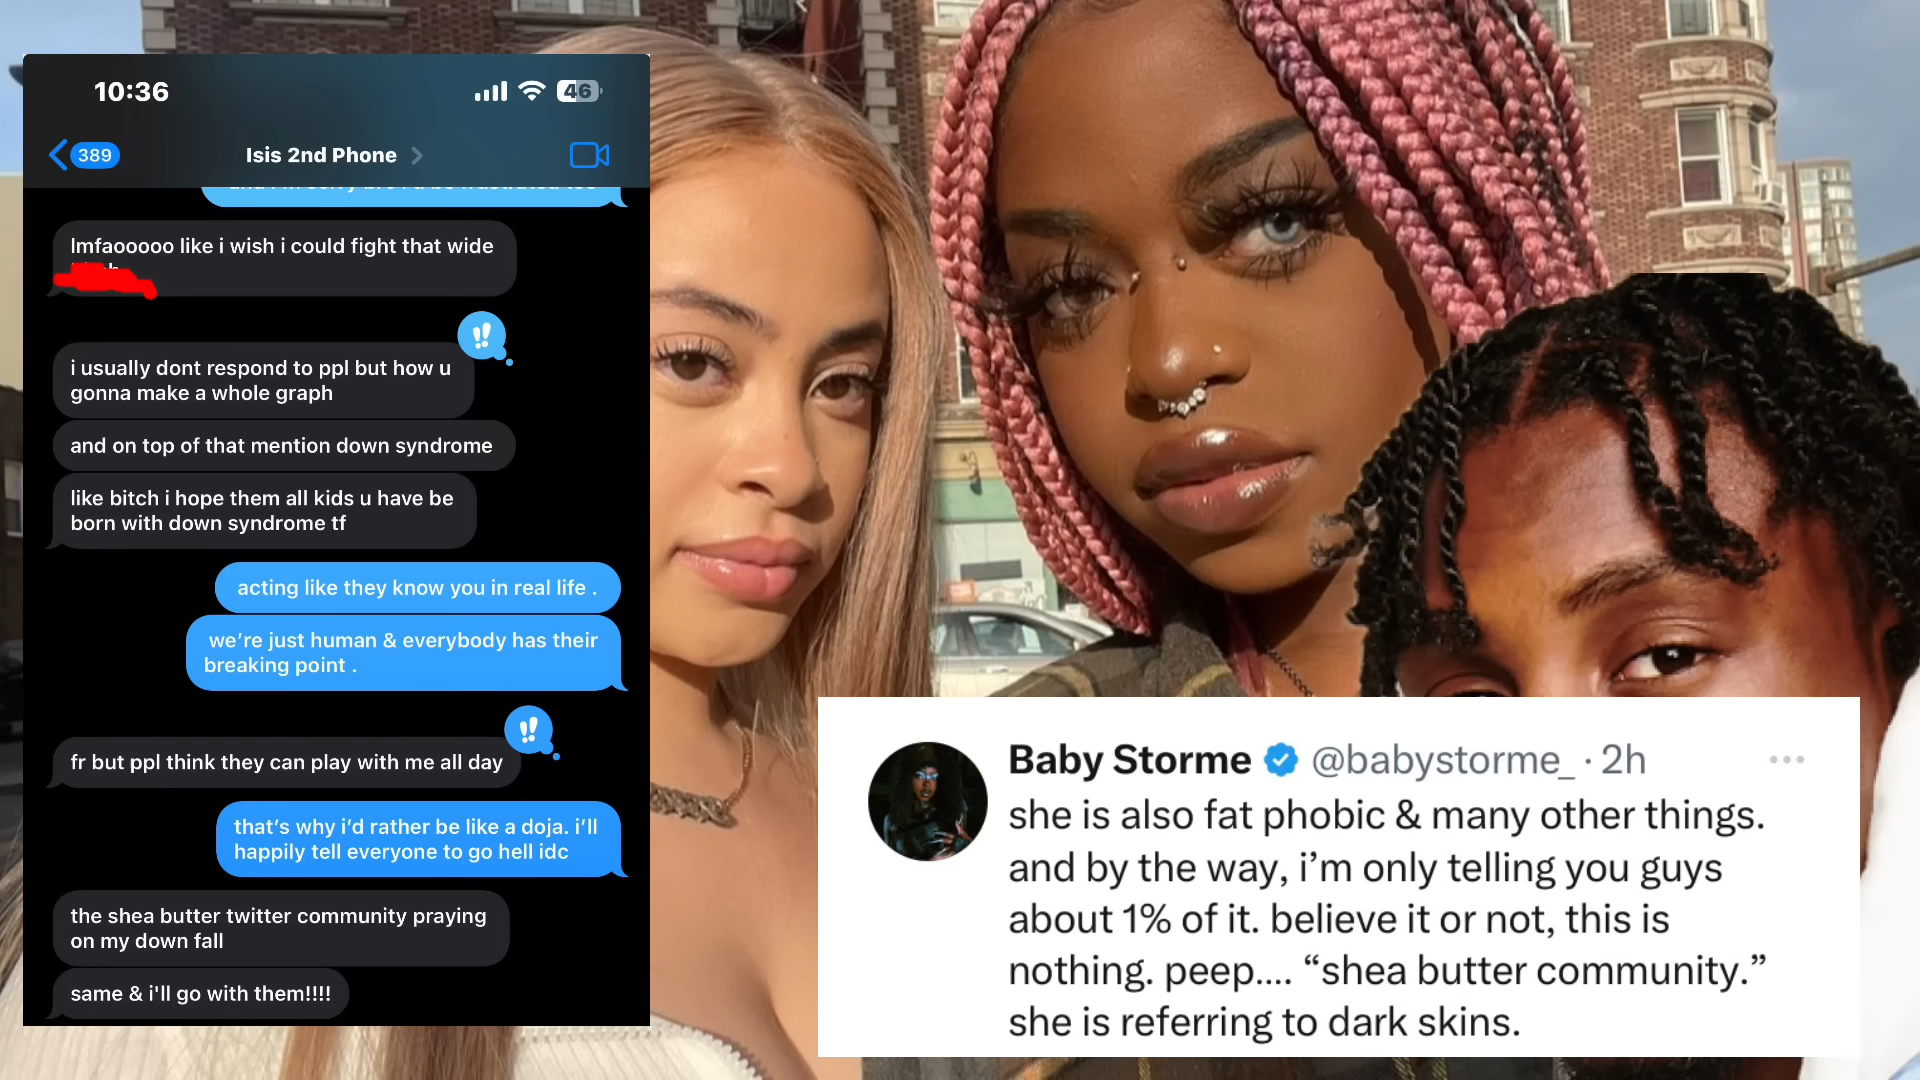 10:36
46
389
Isis 2nd Phone
lmfaooooo like i wish i could fight that wide
i usually dont respond to ppl but how u
gonna make a whole graph
and on top of that mention down syndrome
like bitch i hope them all kids u have be
born with down syndrome tf
acting like they know you in real life .
we’re just human & everybody has their
breaking point .
fr but ppl think they can play with me all day
that’s why i’d rather be like a doja. i’ll
happily tell everyone to go hell idc
the shea butter twitter community praying
on my down fall
same & i'll go with them!!!!
Baby Storme @babystorme_ · 2h
she is also fat phobic & many other things.
and by the way, i’m only telling you guys
about 1% of it. believe it or not, this is
nothing. peep.... “shea butter community.”
she is referring to dark skins.